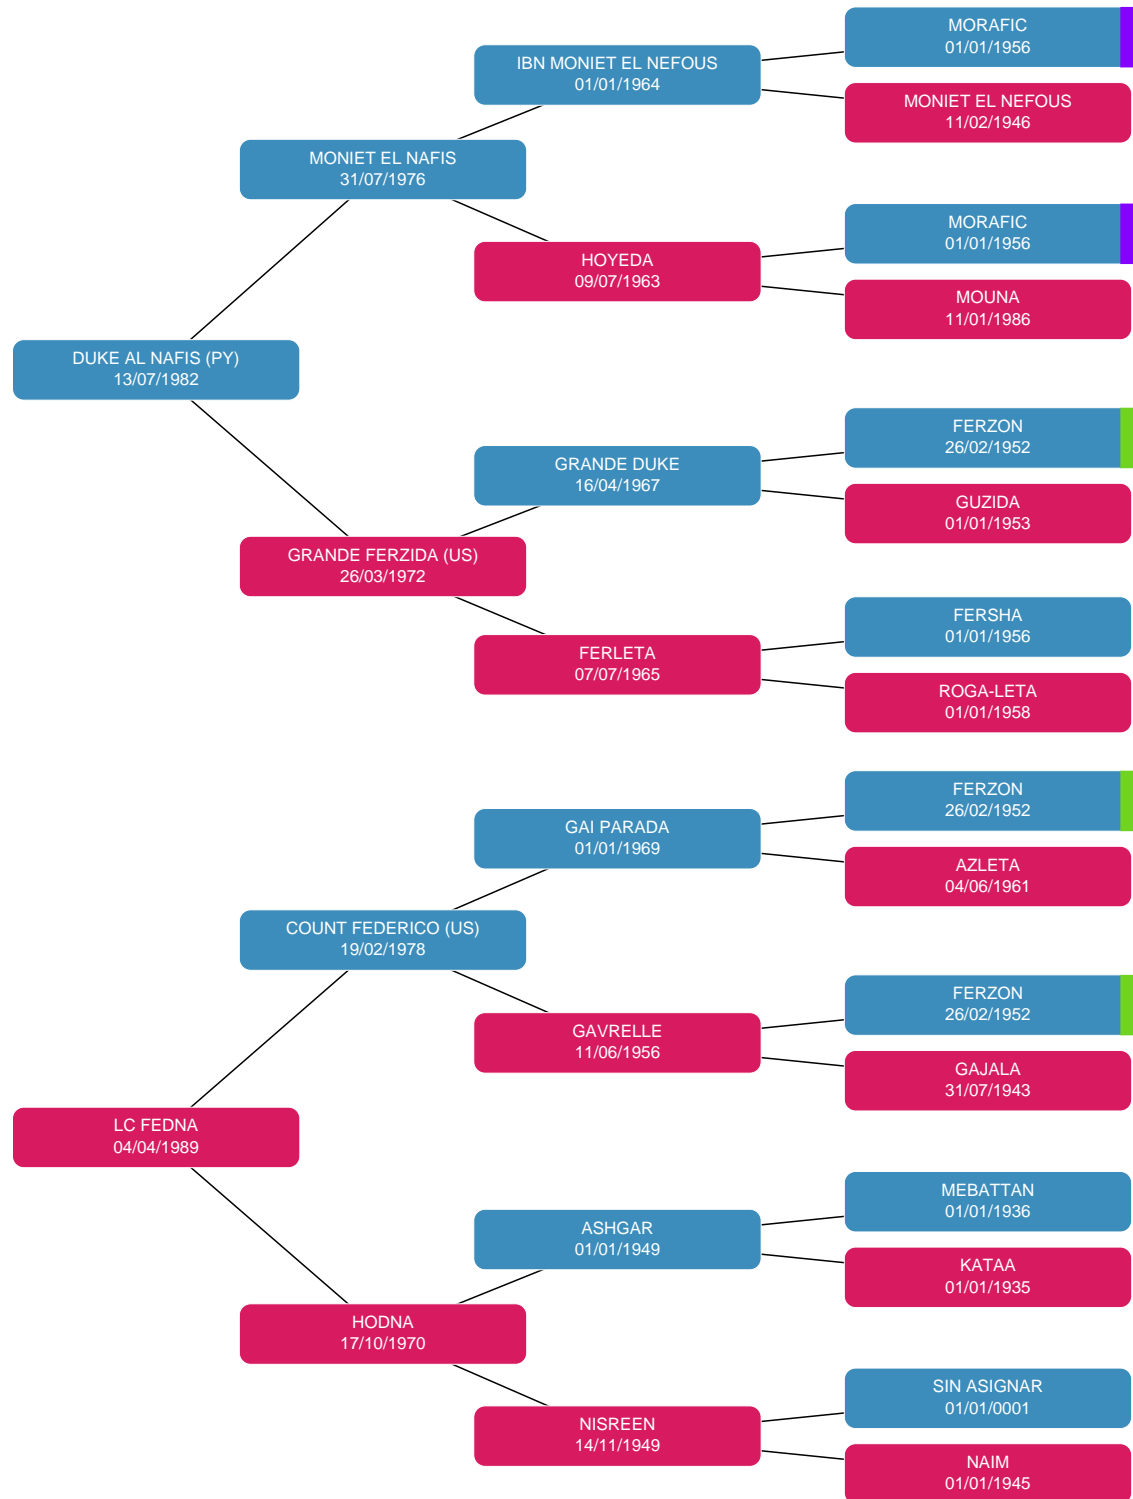 MORAFIC
01/01/1956
IBN MONIET EL NEFOUS
01/01/1964
MONIET EL NEFOUS
11/02/1946
MONIET EL NAFIS
31/07/1976
MORAFIC
01/01/1956
HOYEDA
09/07/1963
MOUNA
11/01/1986
DUKE AL NAFIS (PY)
13/07/1982
FERZON
26/02/1952
GRANDE DUKE
16/04/1967
GUZIDA
01/01/1953
GRANDE FERZIDA (US)
26/03/1972
FERSHA
01/01/1956
FERLETA
07/07/1965
ROGA-LETA
01/01/1958
FERZON
26/02/1952
GAI PARADA
01/01/1969
AZLETA
04/06/1961
COUNT FEDERICO (US)
19/02/1978
FERZON
26/02/1952
GAVRELLE
11/06/1956
GAJALA
31/07/1943
LC FEDNA
04/04/1989
MEBATTAN
01/01/1936
ASHGAR
01/01/1949
KATAA
01/01/1935
HODNA
17/10/1970
SIN ASIGNAR
01/01/0001
NISREEN
14/11/1949
NAIM
01/01/1945